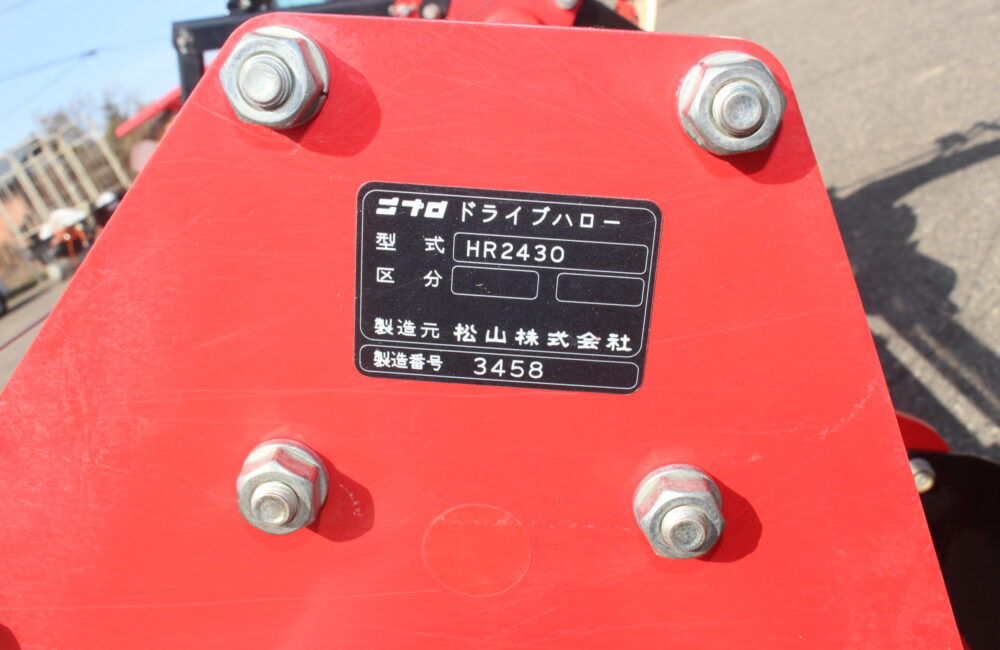 ニプロ ドライブハロー
型式 HR2430
区分
製造元 松山株式会社
製造番号 3458